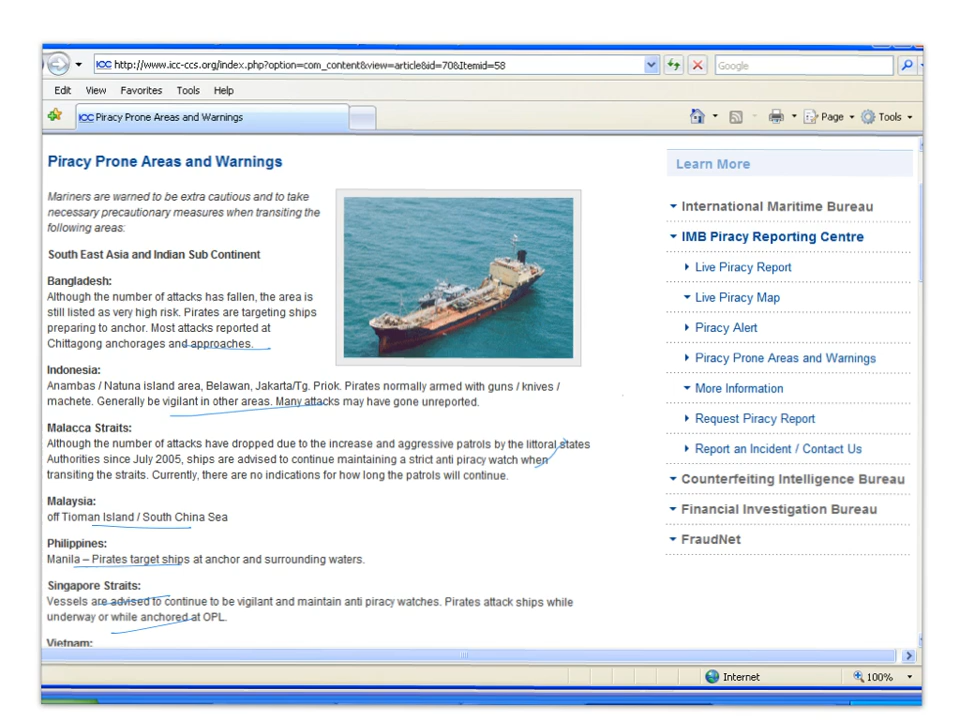 ICC http://www.icc-ccs.org/index.php?option=com_content&view=article&id=70&Itemid=58
Google
Edit View Favorites Tools Help
ICC Piracy Prone Areas and Warnings
Page Tools
Piracy Prone Areas and Warnings
Mariners are warned to be extra cautious and to take
necessary precautionary measures when transiting the
following areas:
South East Asia and Indian Sub Continent
Bangladesh:
Although the number of attacks has fallen, the area is
still listed as very high risk. Pirates are targeting ships
preparing to anchor. Most attacks reported at
Chittagong anchorages and approaches.
Indonesia:
Anambas / Natuna island area, Belawan, Jakarta/Tg. Priok. Pirates normally armed with guns / knives /
machete. Generally be vigilant in other areas. Many attacks may have gone unreported.
Malacca Straits:
Although the number of attacks have dropped due to the increase and aggressive patrols by the littoral states
Authorities since July 2005, ships are advised to continue maintaining a strict anti piracy watch when
transiting the straits. Currently, there are no indications for how long the patrols will continue.
Malaysia:
off Tioman Island / South China Sea
Philippines:
Manila – Pirates target ships at anchor and surrounding waters.
Singapore Straits:
Vessels are advised to continue to be vigilant and maintain anti piracy watches. Pirates attack ships while
underway or while anchored at OPL.
Vietnam:
Learn More
International Maritime Bureau
IMB Piracy Reporting Centre
Live Piracy Report
Live Piracy Map
Piracy Alert
Piracy Prone Areas and Warnings
More Information
Request Piracy Report
Report an Incident / Contact Us
Counterfeiting Intelligence Bureau
Financial Investigation Bureau
FraudNet
Internet 100%